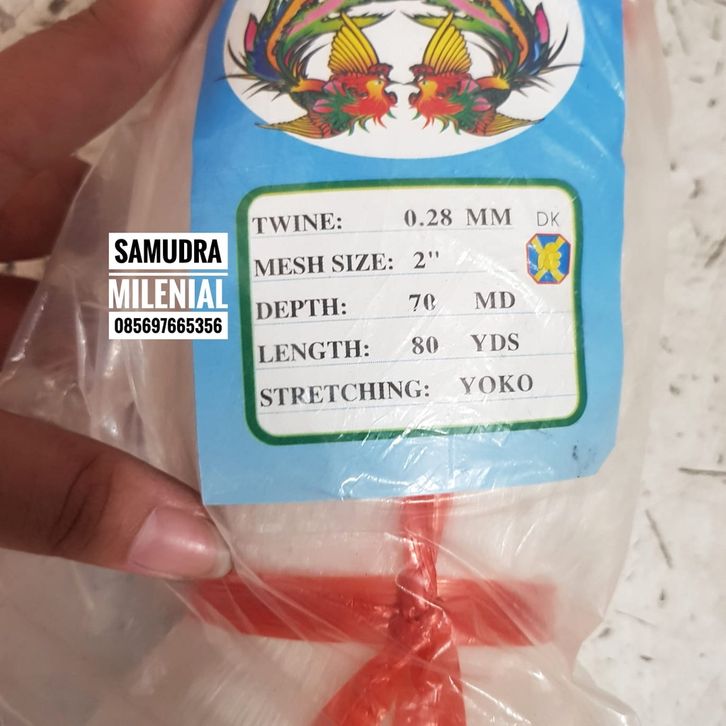 TWINE: 0.28 MM DK
MESH SIZE: 2"
DEPTH: 70 MD
LENGTH: 80 YDS
STRETCHING: YOKO
SAMUDRA
MILENIAL
085697665356